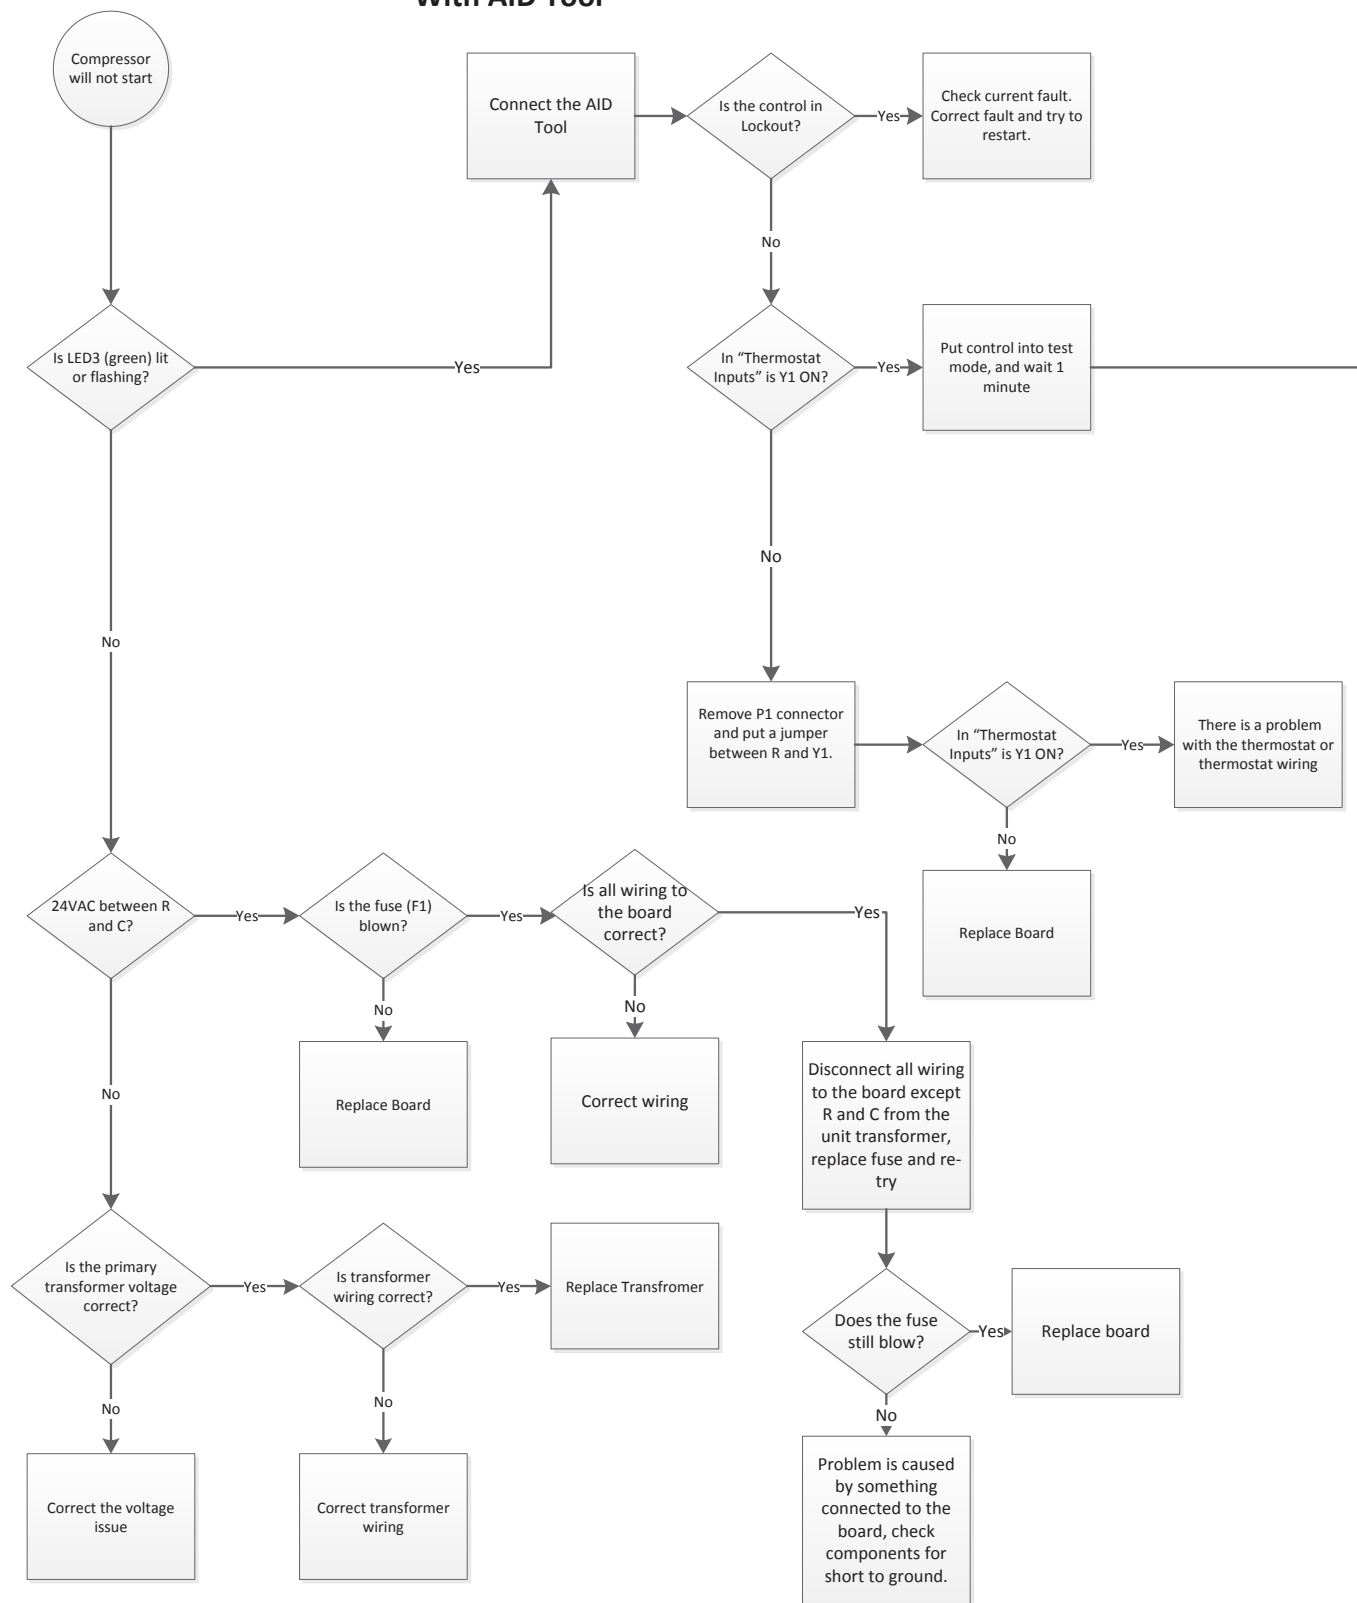 With AID Tool
Compressor
will not start
Connect the AID
Tool
Is the control in
Lockout?
Yes
Check current fault.
Correct fault and try to
restart.
No
Is LED3 (green) lit
or flashing?
Yes
In “Thermostat
Inputs” is Y1 ON?
Yes
Put control into test
mode, and wait 1
minute
No
No
Remove P1 connector
and put a jumper
between R and Y1.
In “Thermostat
Inputs” is Y1 ON?
Yes
There is a problem
with the thermostat or
thermostat wiring
No
Replace Board
24VAC between R
and C?
Yes
Is the fuse (F1)
blown?
Yes
Is all wiring to
the board
correct?
Yes
No
Replace Board
No
Correct wiring
Disconnect all wiring
to the board except
R and C from the
unit transformer,
replace fuse and re-
try
No
Is the primary
transformer voltage
correct?
Yes
Is transformer
wiring correct?
Yes
Replace Transfromer
Does the fuse
still blow?
Yes
Replace board
No
Correct the voltage
issue
No
Correct transformer
wiring
No
Problem is caused
by something
connected to the
board, check
components for
short to ground.